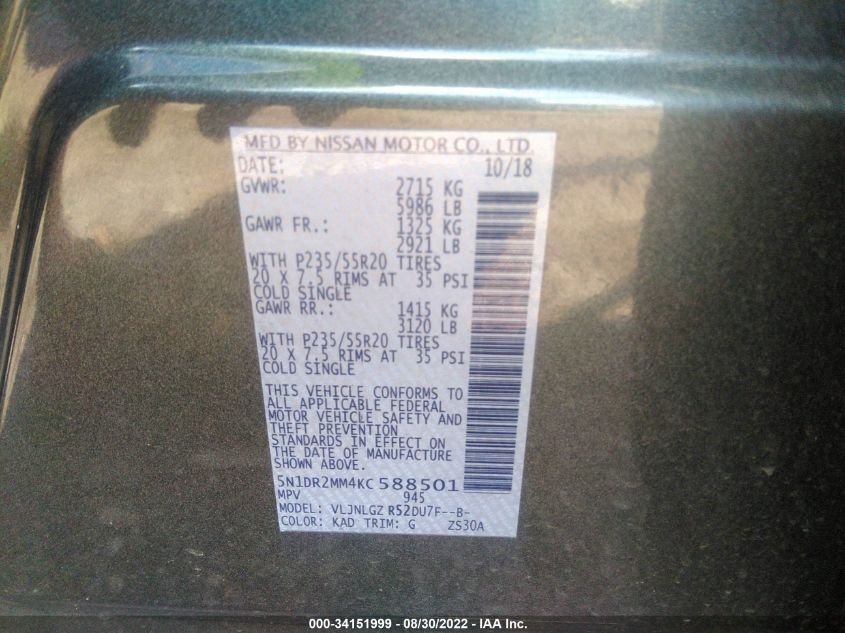 MFD BY NISSAN MOTOR CO., LTD.
DATE: 10/18
GVWR: 2715 KG
5986 LB
GAWR FR.: 1325 KG
2921 LB
WITH P235/55R20 TIRES
20 X 7.5 RIMS AT 35 PSI
COLD SINGLE
GAWR RR.: 1415 KG
3120 LB
WITH P235/55R20 TIRES
20 X 7.5 RIMS AT 35 PSI
COLD SINGLE
THIS VEHICLE CONFORMS TO
ALL APPLICABLE FEDERAL
MOTOR VEHICLE SAFETY AND
THEFT PREVENTION
STANDARDS IN EFFECT ON
THE DATE OF MANUFACTURE
SHOWN ABOVE.
5N1DR2MM4KC588501
MPV 945
MODEL: VLJNLGZ R52DU7F--B-
COLOR: KAD TRIM: G ZS30A
000-34151999 - 08/30/2022 - IAA Inc.